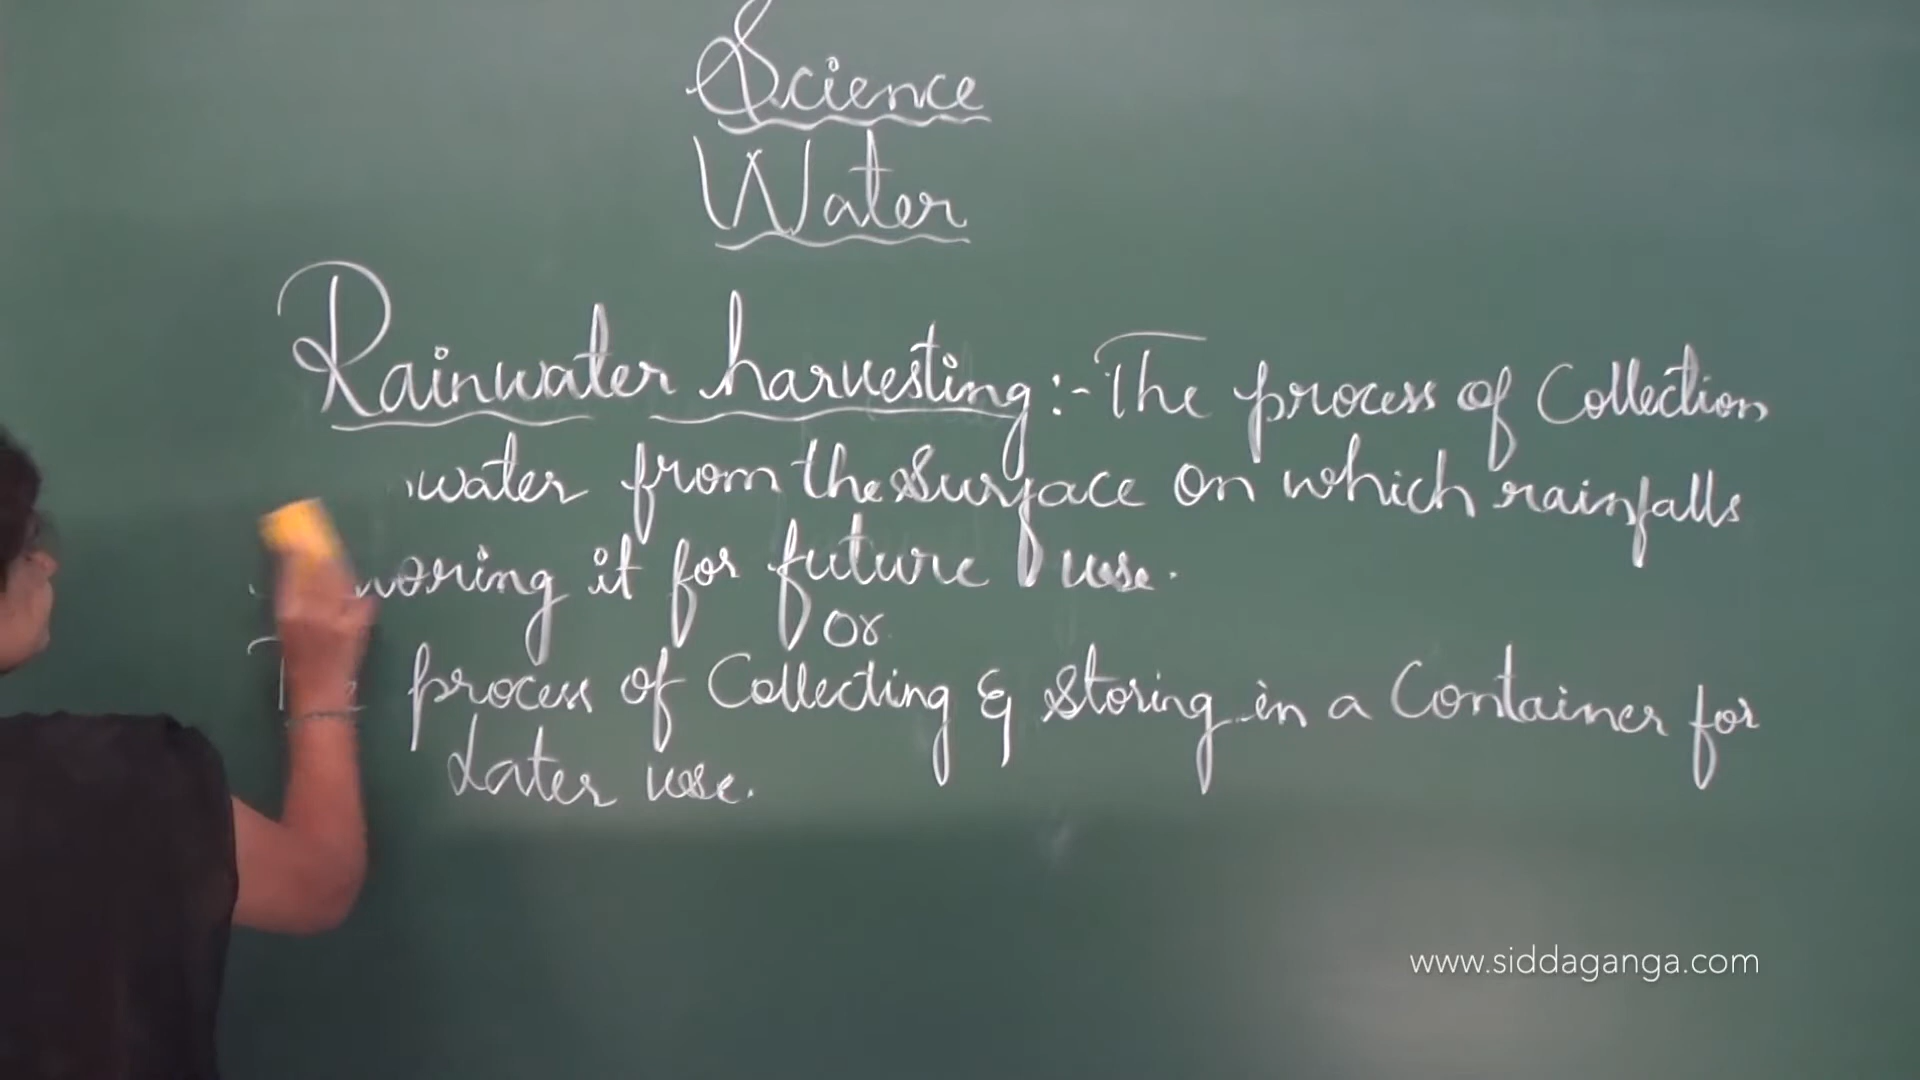 Science
Water
Rainwater harvesting :- The process of Collection
water from the Surface on which rainfalls
it for future use.
Or
process of Collecting & Storing in a Container for
Later use.
www.siddaganga.com